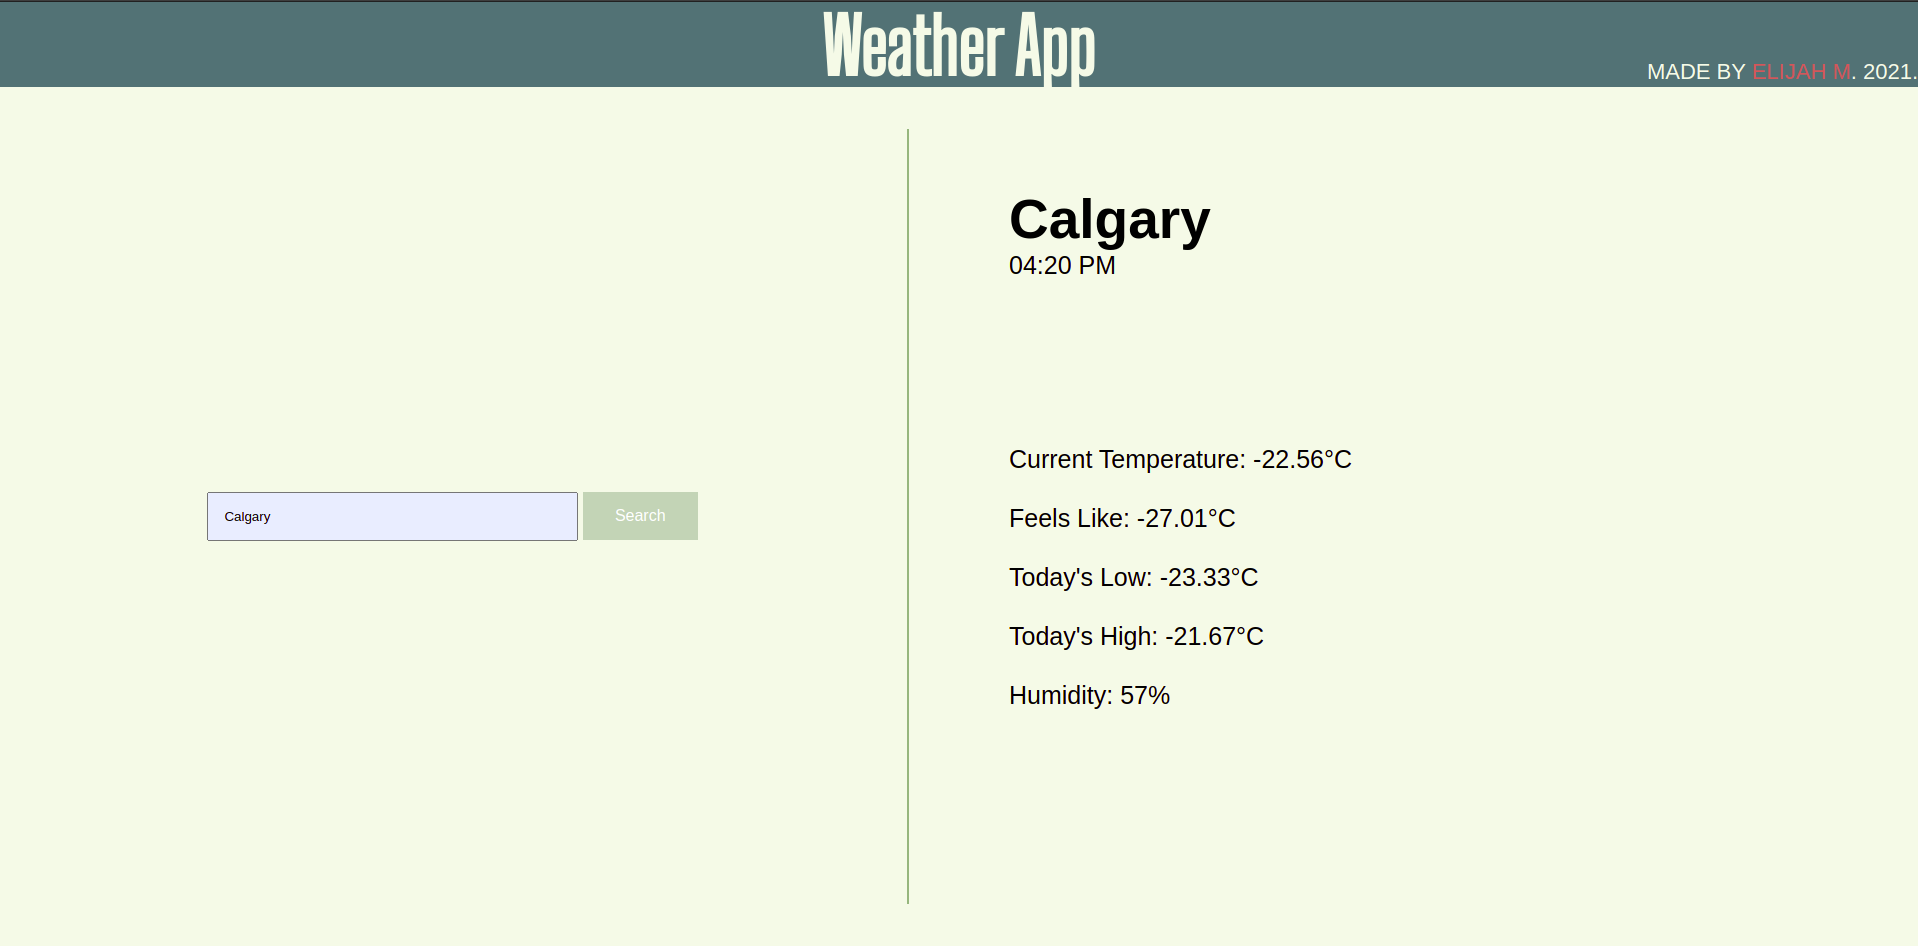 Weather App
MADE BY ELIJAH M. 2021.
Calgary
Search
Calgary
04:20 PM
Current Temperature: -22.56°C
Feels Like: -27.01°C
Today's Low: -23.33°C
Today's High: -21.67°C
Humidity: 57%